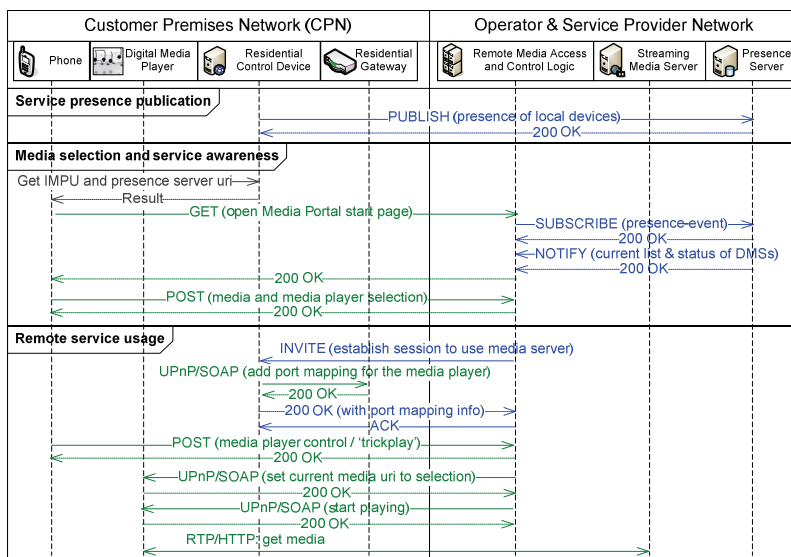 Customer Premises Network (CPN)
Operator & Service Provider Network
Phone
Digital Media
Player
Residential
Control Device
Residential
Gateway
Remote Media Access
and Control Logic
Streaming
Media Server
Presence
Server
Service presence publication
PUBLISH (presence of local devices)
200 OK
Media selection and service awareness
Get IMPU and presence server uri
Result
GET (open Media Portal start page)
SUBSCRIBE (presence-event)
200 OK
NOTIFY (current list & status of DMSs)
200 OK
200 OK
POST (media and media player selection)
200 OK
Remote service usage
INVITE (establish session to use media server)
UPnP/SOAP (add port mapping for the media player)
200 OK
200 OK (with port mapping info)
ACK
POST (media player control / 'trickplay')
200 OK
UPnP/SOAP (set current media uri to selection)
200 OK
UPnP/SOAP (start playing)
200 OK
RTP/HTTP: get media